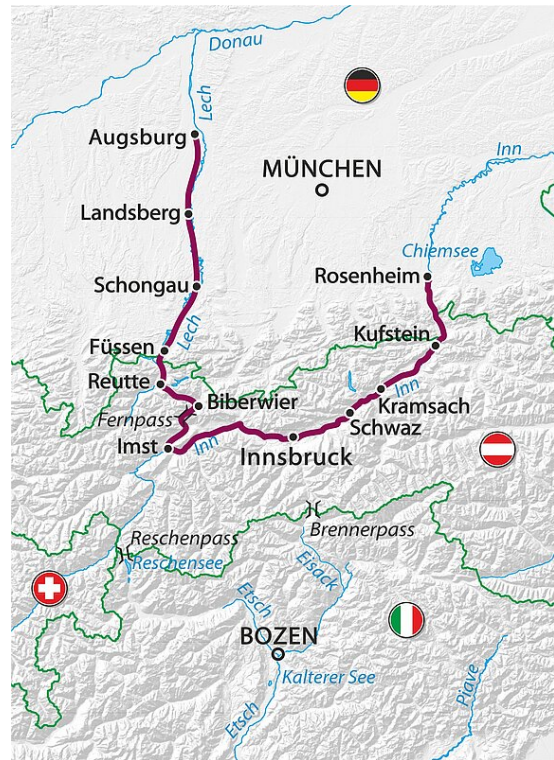 Donau
Lech
Augsburg
MÜNCHEN
Inn
Landsberg
Chiemsee
Schongau
Rosenheim
Lech
Füssen
Kufstein
Reutte
Inn
Biberwier
Kramsach
Fernpass
Schwaz
Imst
Inn
Innsbruck
Brennerpass
Reschenpass
Reschensee
Eisack
Etsch
BOZEN
Kalterer See
Piave
Etsch